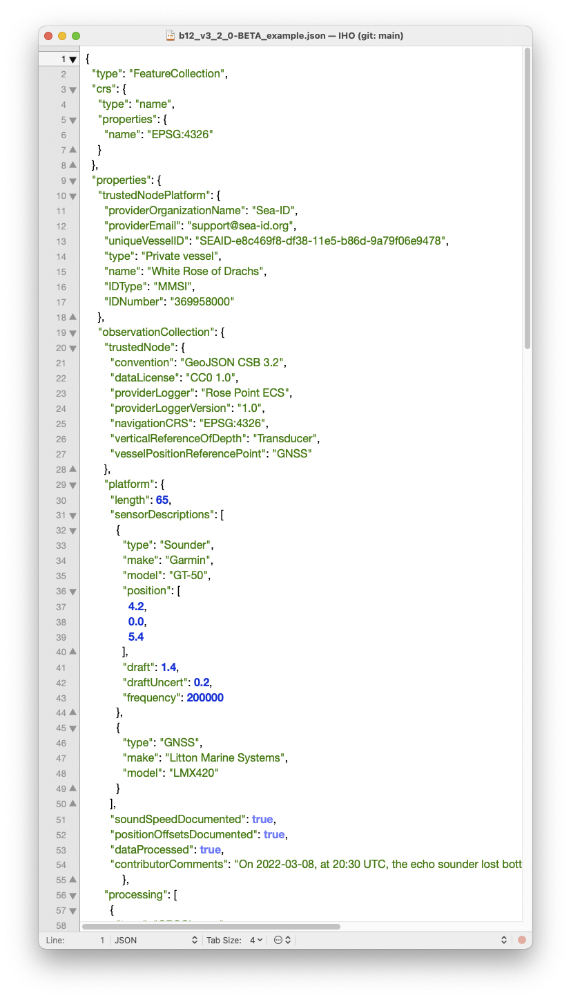 b12_v3_2_0-BETA_example.json — IHO (git: main)
1 {
2 "type": "FeatureCollection",
3 "crs": {
4 "type": "name",
5 "properties": {
6 "name": "EPSG:4326"
7 }
8 },
9 "properties": {
10 "trustedNodePlatform": {
11 "providerOrganizationName": "Sea-ID",
12 "providerEmail": "support@sea-id.org",
13 "uniqueVesselID": "SEAID-e8c469f8-df38-11e5-b86d-9a79f06e9478",
14 "type": "Private vessel",
15 "name": "White Rose of Drachs",
16 "IDType": "MMSI",
17 "IDNumber": "369958000"
18 },
19 "observationCollection": {
20 "trustedNode": {
21 "convention": "GeoJSON CSB 3.2",
22 "dataLicense": "CC0 1.0",
23 "providerLogger": "Rose Point ECS",
24 "providerLoggerVersion": "1.0",
25 "navigationCRS": "EPSG:4326",
26 "verticalReferenceOfDepth": "Transducer",
27 "vesselPositionReferencePoint": "GNSS"
28 },
29 "platform": {
30 "length": 65,
31 "sensorDescriptions": [
32 {
33 "type": "Sounder",
34 "make": "Garmin",
35 "model": "GT-50",
36 "position": [
37 4.2,
38 0.0,
39 5.4
40 ],
41 "draft": 1.4,
42 "draftUncert": 0.2,
43 "frequency": 200000
44 },
45 {
46 "type": "GNSS",
47 "make": "Litton Marine Systems",
48 "model": "LMX420"
49 }
50 ],
51 "soundSpeedDocumented": true,
52 "positionOffsetsDocumented": true,
53 "dataProcessed": true,
54 "contributorComments": "On 2022-03-08, at 20:30 UTC, the echo sounder lost bott
55 },
56 "processing": [
57 {
58
Line: 1 JSON Tab Size: 4